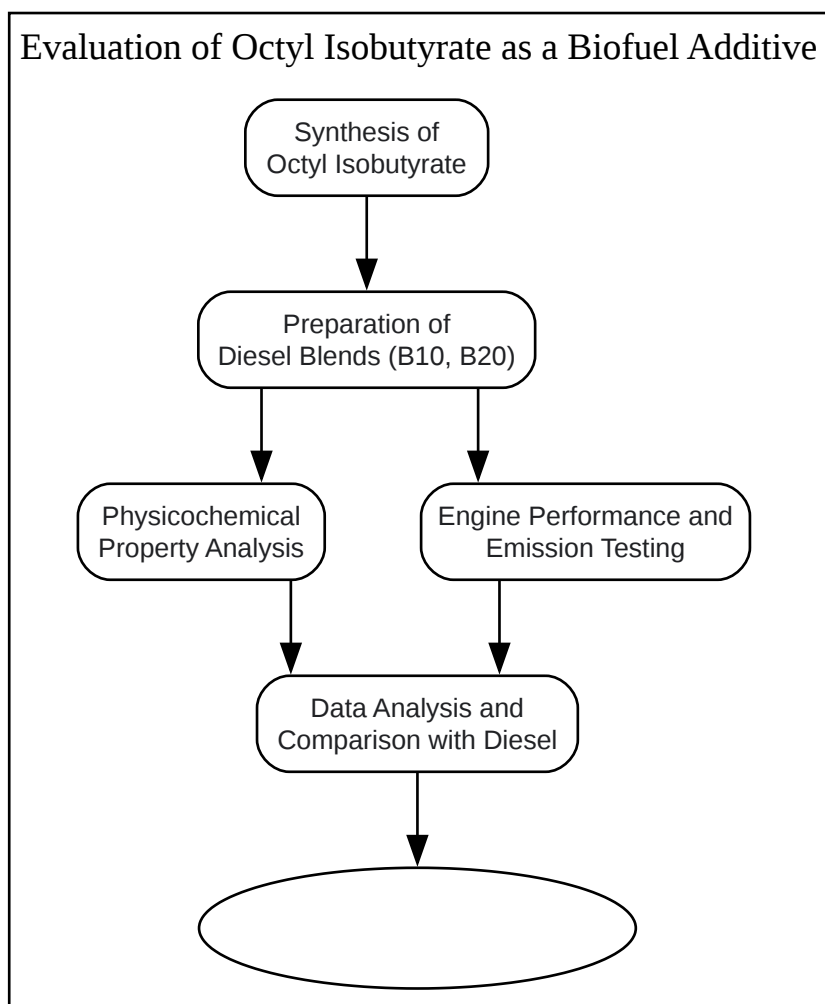 Evaluation of Octyl Isobutyrate as a Biofuel Additive
Synthesis of
Octyl Isobutyrate
Preparation of
Diesel Blends (B10, B20)
Physicochemical
Property Analysis
Engine Performance and
Emission Testing
Data Analysis and
Comparison with Diesel